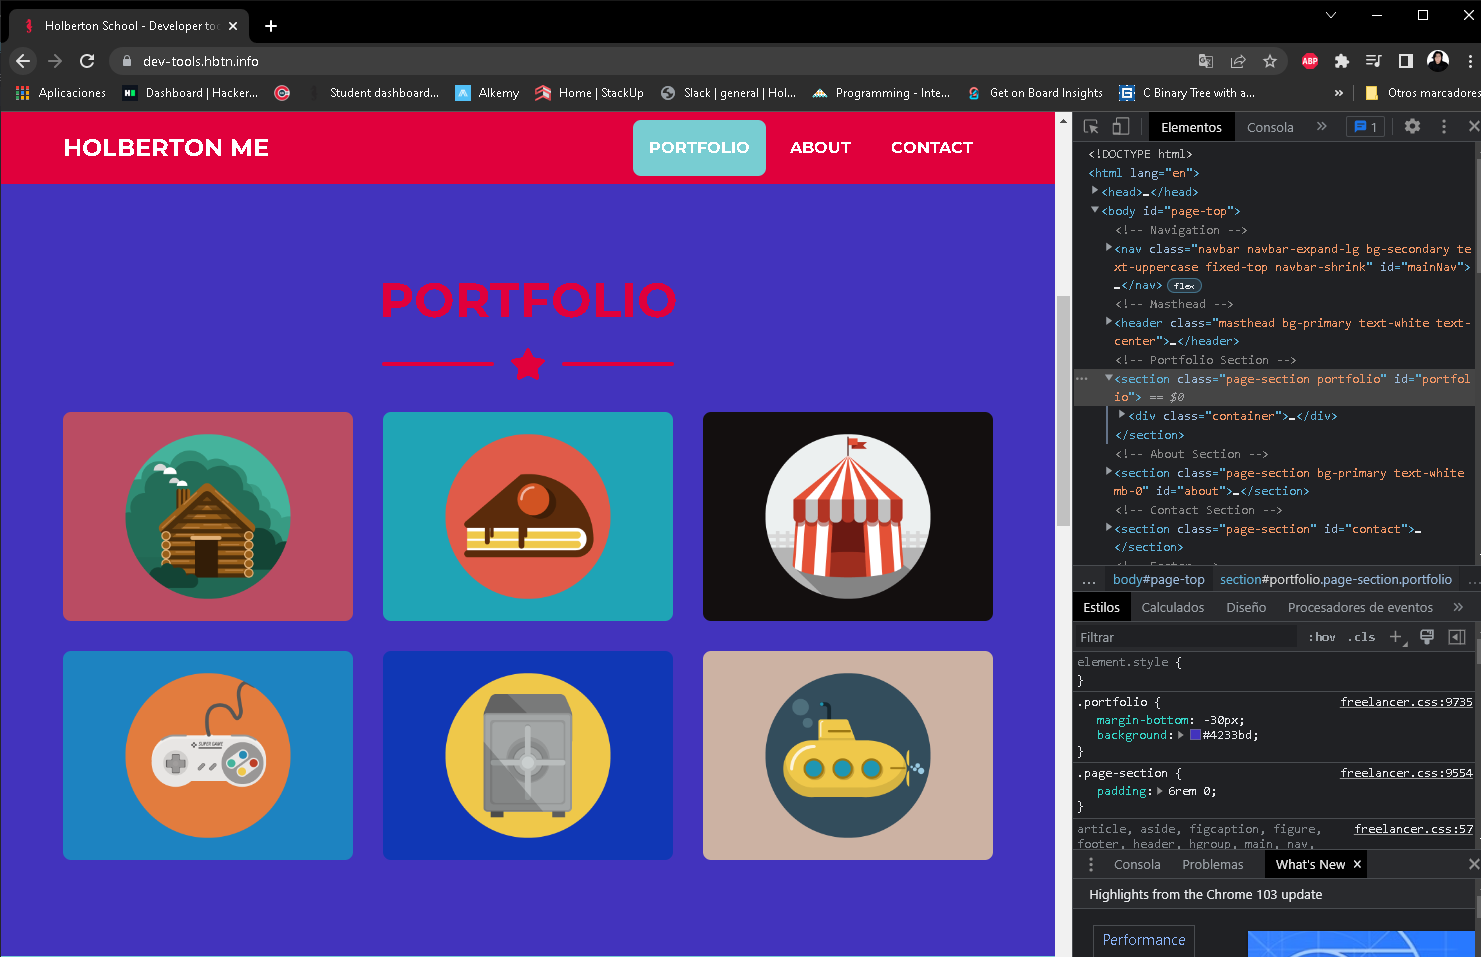 Holberton School - Developer too
dev-tools.hbtn.info
ABP
Aplicaciones
Dashboard | Hacker...
Student dashboard...
Alkemy
Home | StackUp
Slack | general | Hol...
Programming - Inte...
Get on Board Insights
C Binary Tree with a...
»
Otros marcadores
HOLBERTON ME
PORTFOLIO
ABOUT
CONTACT
PORTFOLIO
SUPER GAME
Elementos
Consola
»
1
<!DOCTYPE html>
<html lang="en">
<head>…</head>
<body id="page-top">
<!-- Navigation -->
<nav class="navbar navbar-expand-lg bg-secondary te
xt-uppercase fixed-top navbar-shrink" id="mainNav">
…</nav> flex
<!-- Masthead -->
<header class="masthead bg-primary text-white text-
center">…</header>
<!-- Portfolio Section -->
<section class="page-section portfolio" id="portfol
io"> == $0
<div class="container">…</div>
</section>
<!-- About Section -->
<section class="page-section bg-primary text-white
mb-0" id="about">…</section>
<!-- Contact Section -->
<section class="page-section" id="contact">…
</section>
... body#page-top section#portfolio.page-section.portfolio ...
Estilos
Calculados
Diseño
Procesadores de eventos
»
Filtrar
:hov .cls
element.style {
}
.portfolio { freelancer.css:9735
margin-bottom: -30px;
background: #4233bd;
}
.page-section { freelancer.css:9554
padding: 6rem 0;
}
article, aside, figcaption, figure, freelancer.css:57
footer, header, hgroup, main, nav,
Consola
Problemas
What's New
Highlights from the Chrome 103 update
Performance